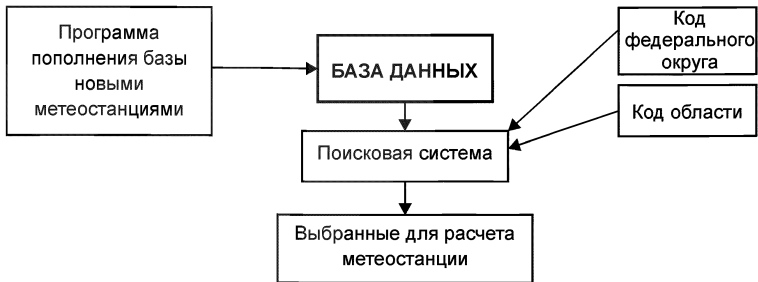 Программа
пополнения базы
новыми
метеостанциями
БАЗА ДАННЫХ
Код
федерального
округа
Код области
Поисковая система
Выбранные для расчета
метеостанции